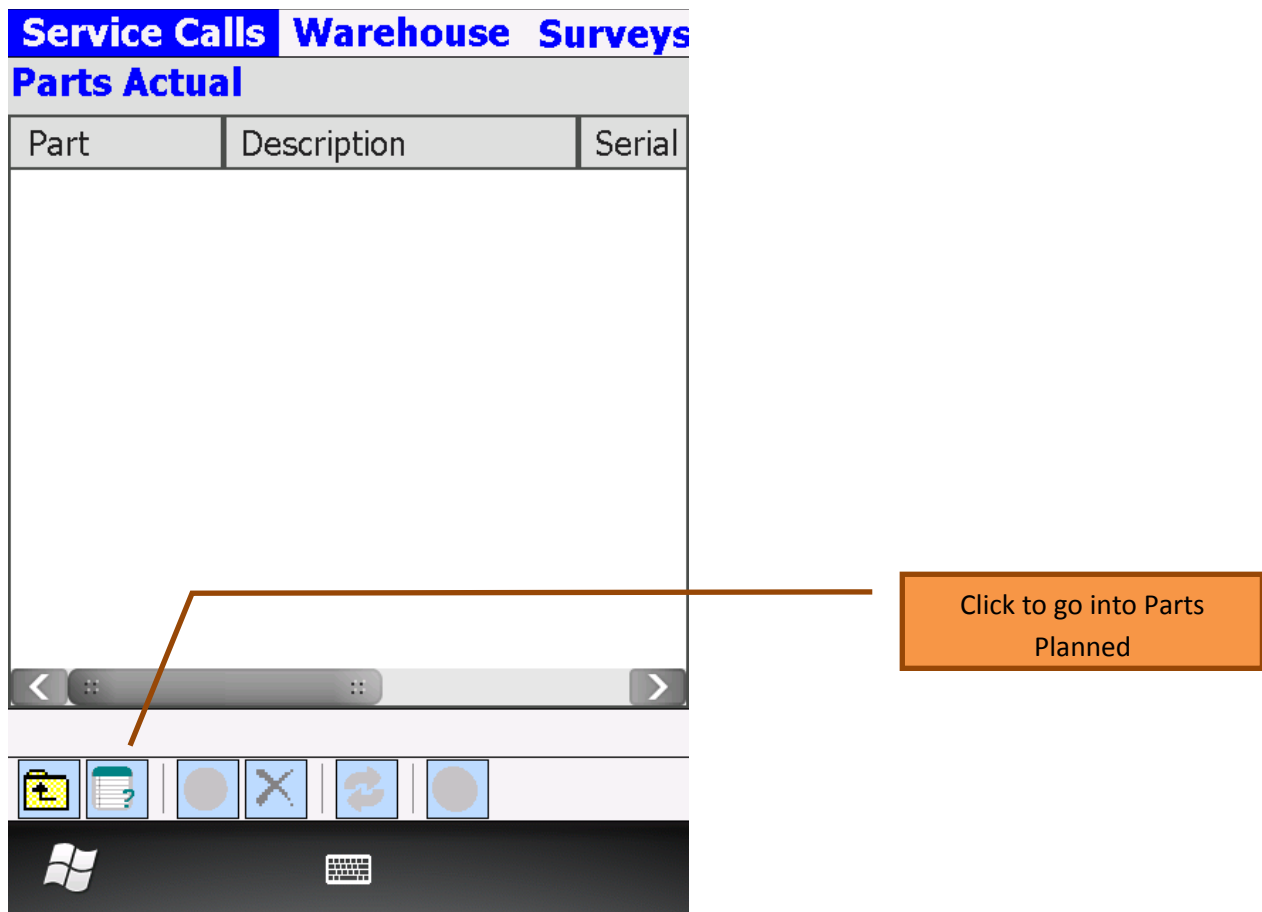 Service Calls Warehouse Surveys
Parts Actual
Part Description Serial
Click to go into Parts
Planned
?